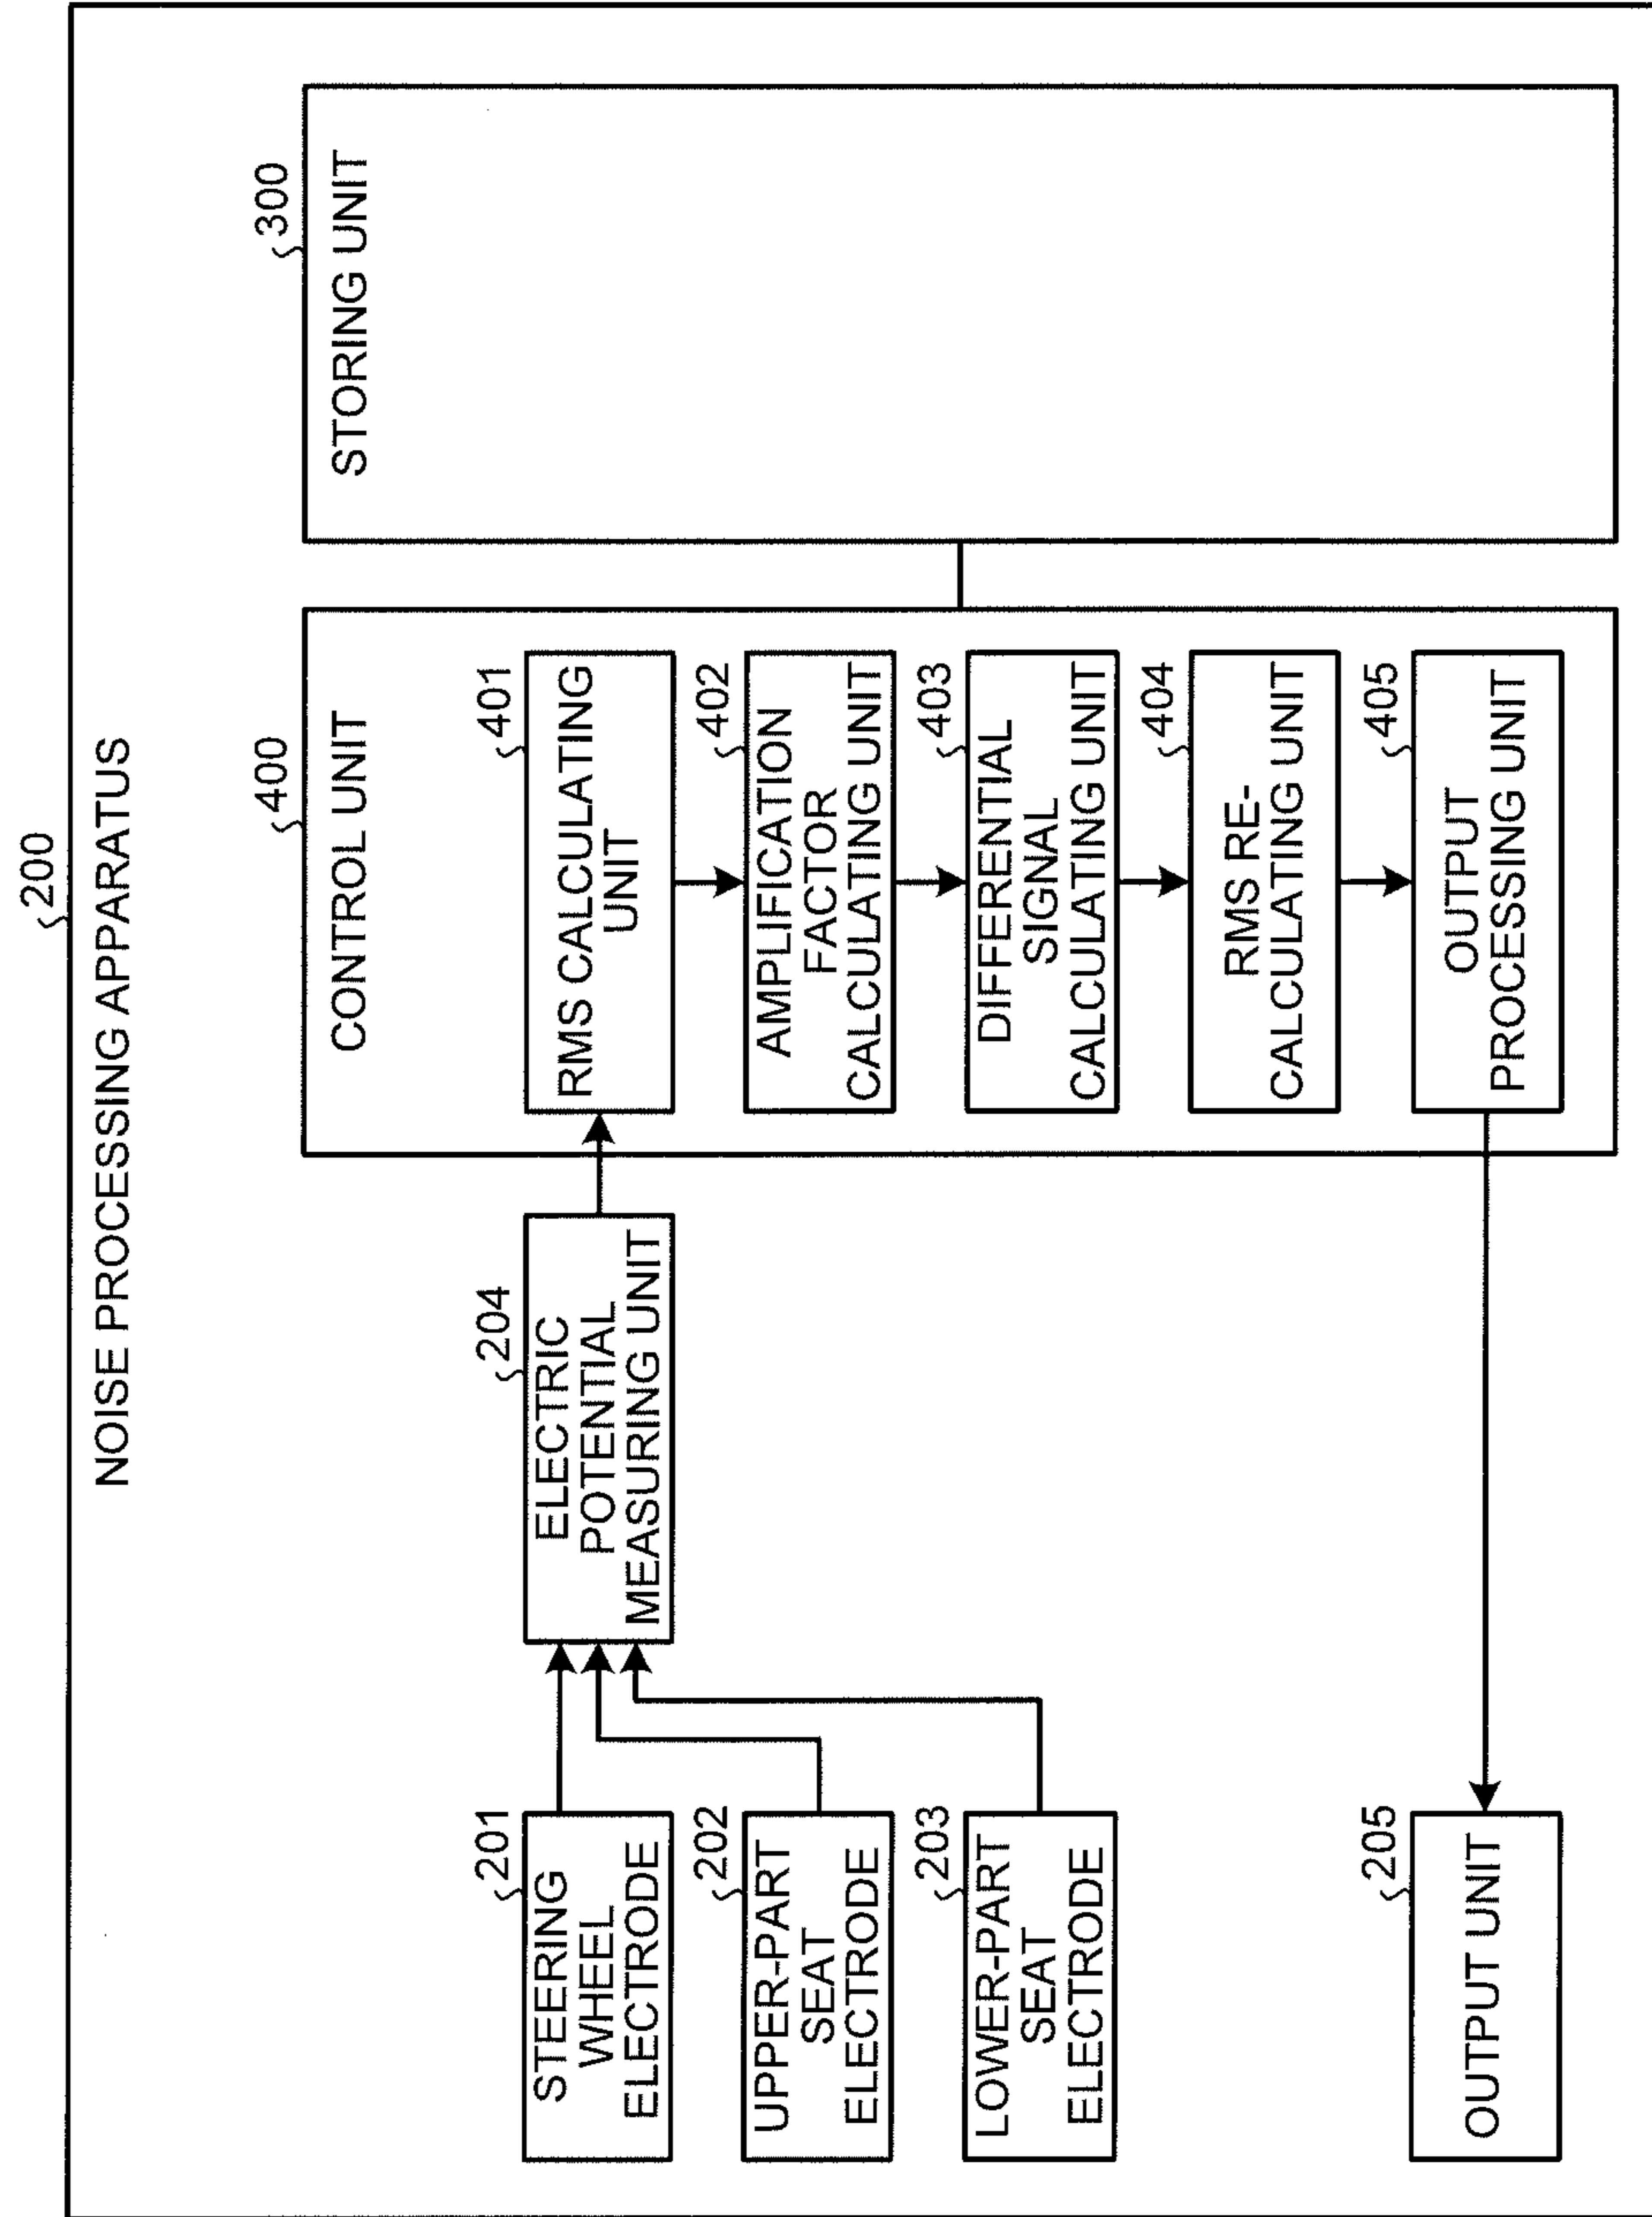 200
NOISE PROCESSING APPARATUS
201
STEERING
WHEEL
ELECTRODE
202
UPPER-PART
SEAT
ELECTRODE
203
LOWER-PART
SEAT
ELECTRODE
205
OUTPUT UNIT
204
ELECTRIC
POTENTIAL
MEASURING UNIT
400
CONTROL UNIT
401
RMS CALCULATING
UNIT
402
AMPLIFICATION
FACTOR
CALCULATING UNIT
403
DIFFERENTIAL
SIGNAL
CALCULATING UNIT
404
RMS RE-
CALCULATING UNIT
405
OUTPUT
PROCESSING UNIT
300
STORING UNIT